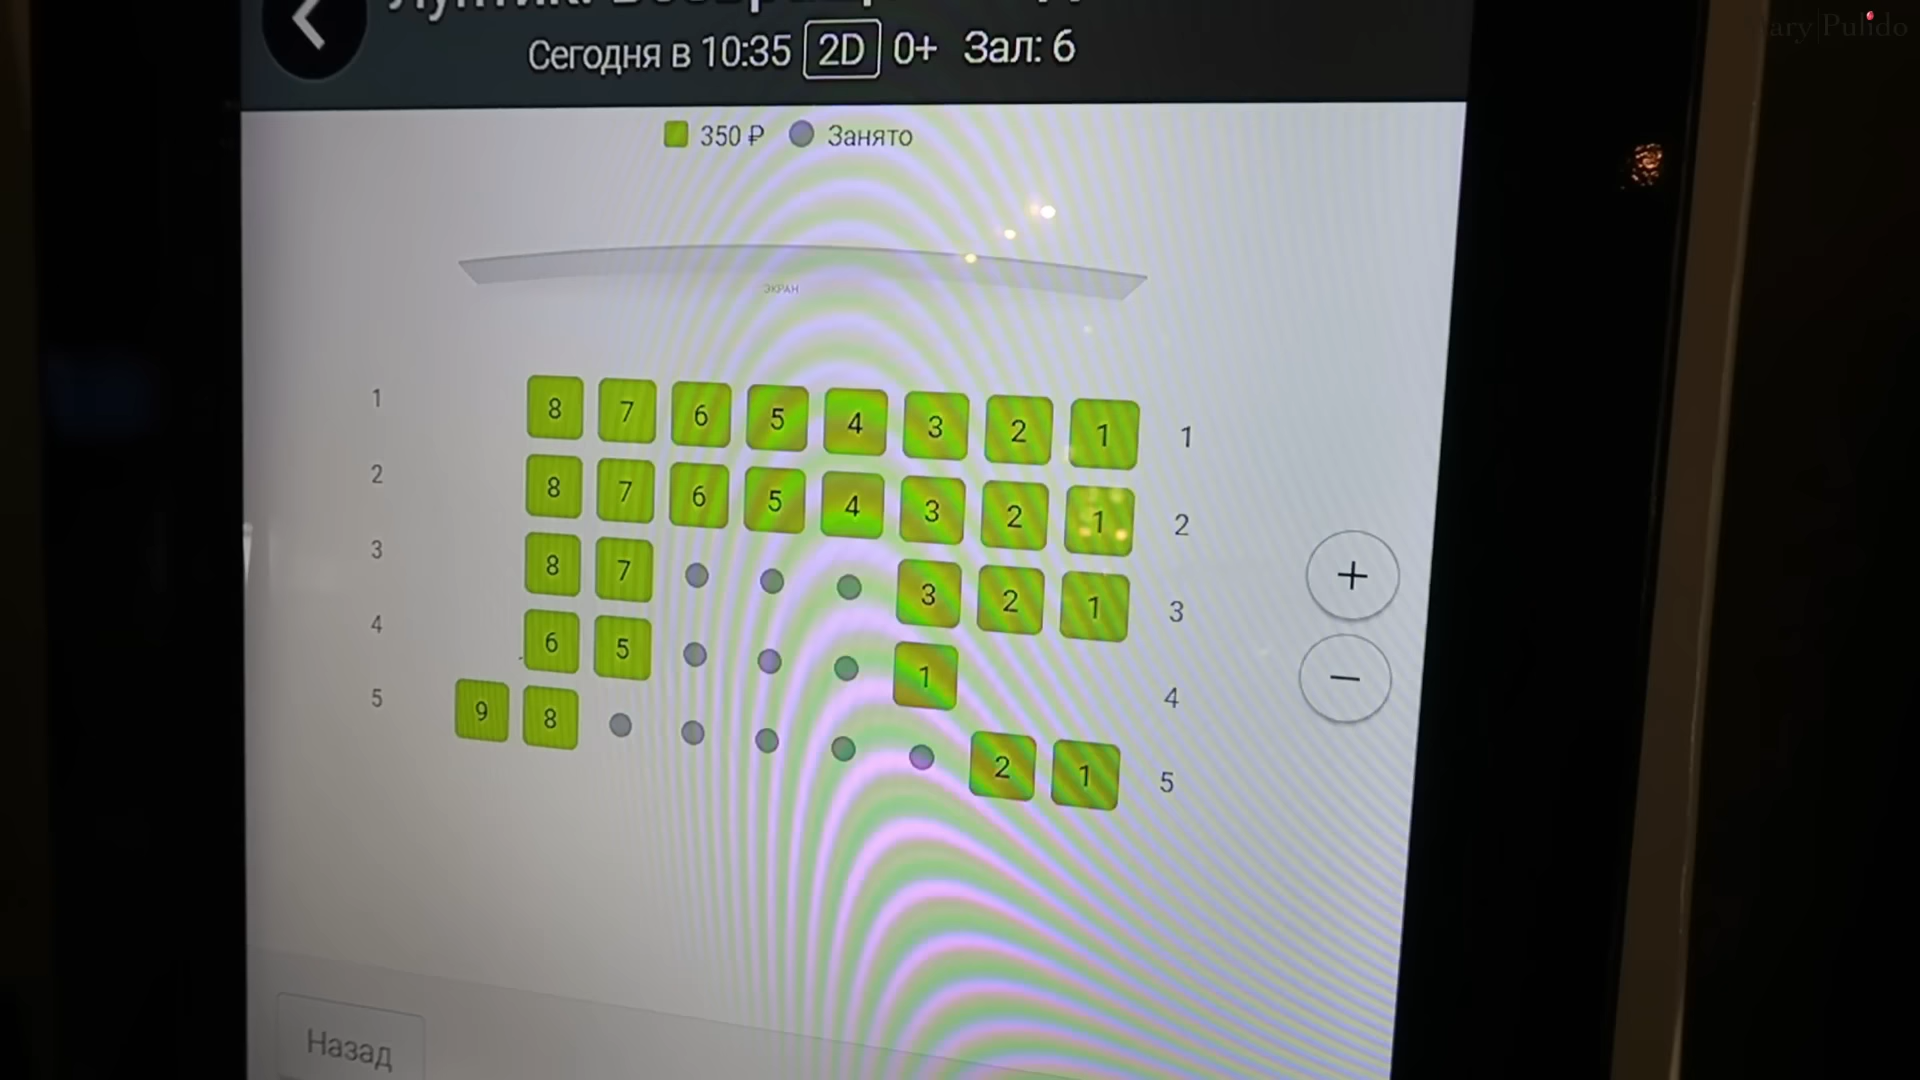 Сегодня в 10:35 2D 0+ Зал: 6
350 ₽ Занято
ЭКРАН
1 8 7 6 5 4 3 2 1 1
2 8 7 6 5 4 3 2 1 2
3 8 7 3 2 1 3
4 6 5 1 4
5 9 8 2 1 5
+
−
Назад
Pulido